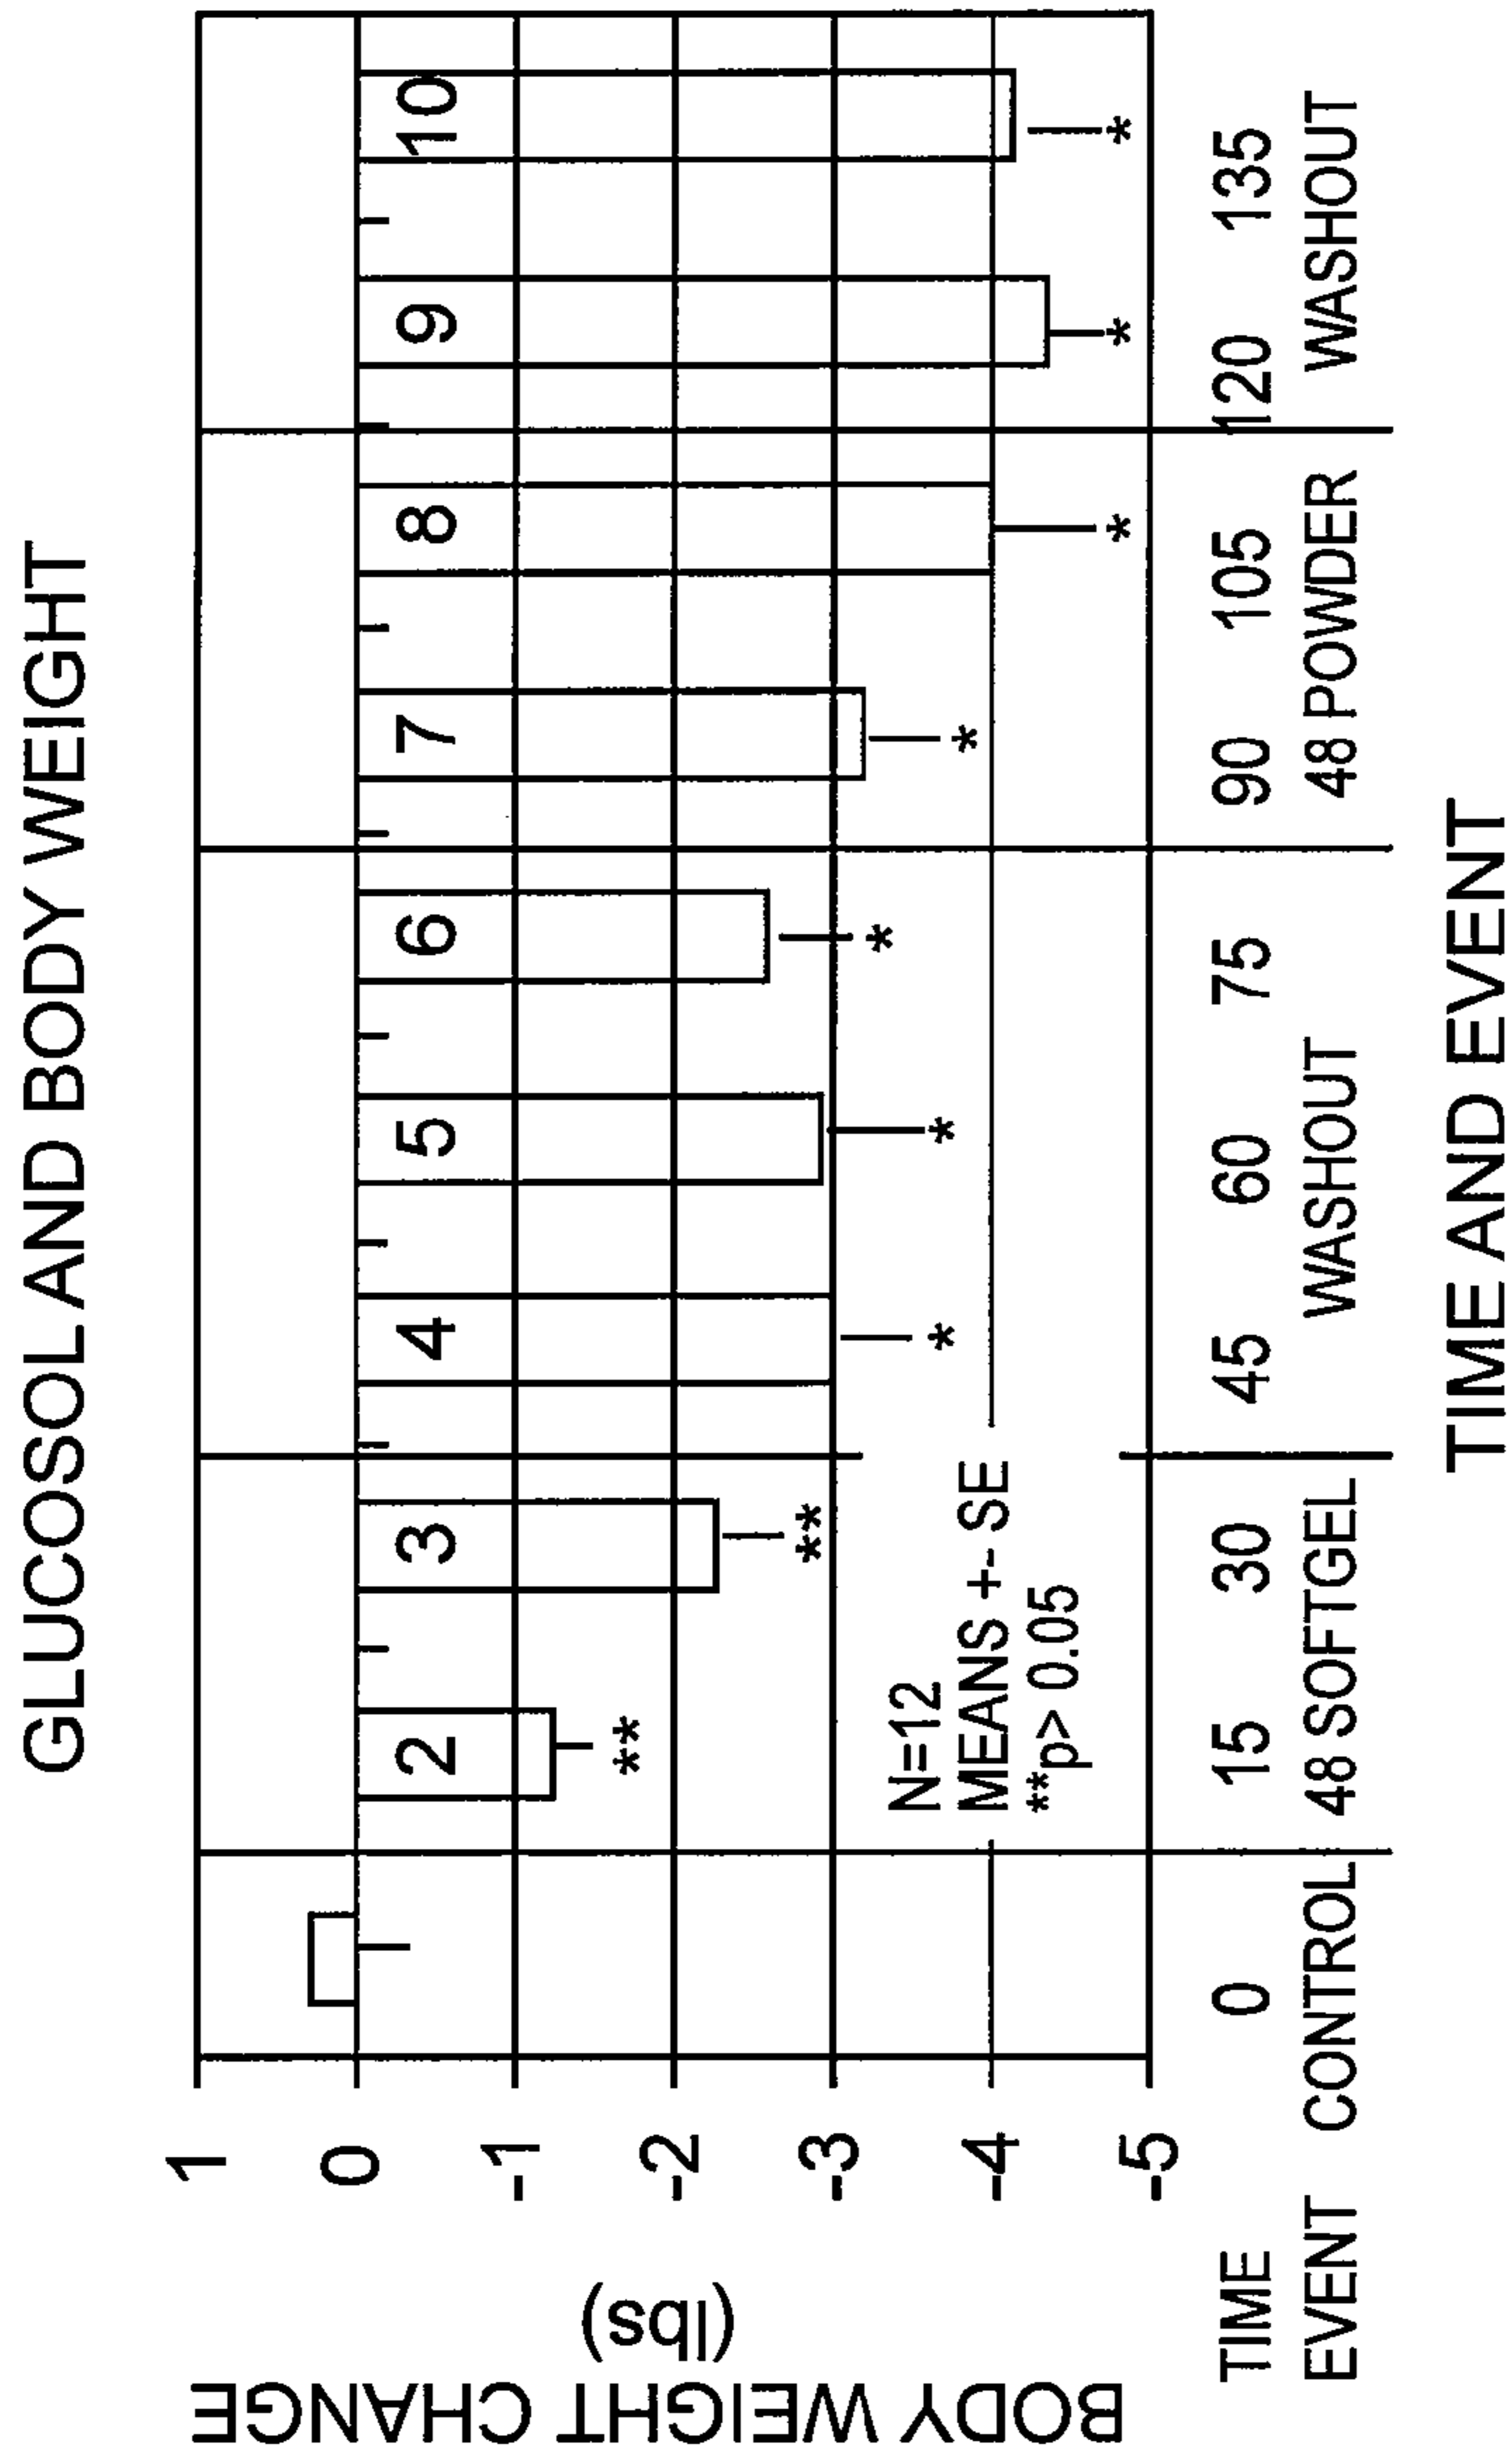 GLUCOSOL AND BODY WEIGHT
BODY WEIGHT CHANGE
(lbs)
1
0
-1
-2
-3
-4
-5
2
3
4
5
6
7
8
9
10
**
**
*
*
*
*
*
*
*
N=12
MEANS +- SE
**p> 0.05
TIME 0 15 30 45 60 75 90 105 120 135
EVENT CONTROL 48 SOFTGEL WASHOUT 48 POWDER WASHOUT
TIME AND EVENT